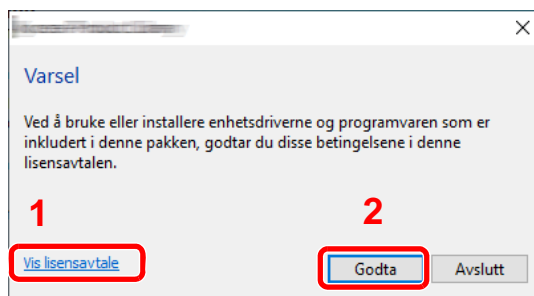 Varsel
Ved å bruke eller installere enhetsdriverne og programvaren som er
inkludert i denne pakken, godtar du disse betingelsene i denne
lisensavtalen.
1
2
Vis lisensavtale
Godta
Avslutt